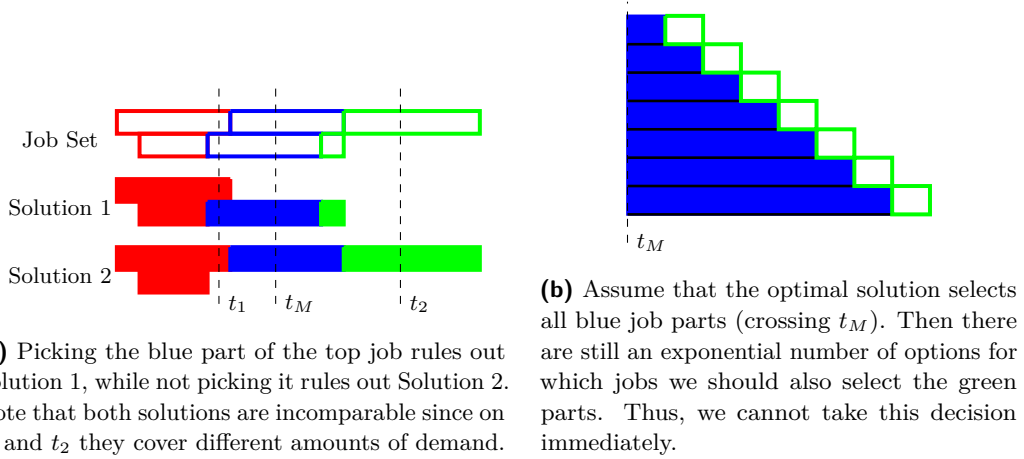 Job Set
Solution 1
Solution 2
t₁ t_M t₂
) Picking the blue part of the top job rules out
olution 1, while not picking it rules out Solution 2.
ote that both solutions are incomparable since on
and t₂ they cover different amounts of demand.
t_M
(b) Assume that the optimal solution selects
all blue job parts (crossing t_M). Then there
are still an exponential number of options for
which jobs we should also select the green
parts. Thus, we cannot take this decision
immediately.